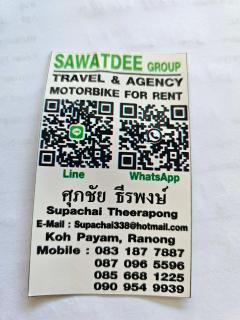 SAWATDEE GROUP
TRAVEL & AGENCY
MOTORBIKE FOR RENT
Line WhatsApp
ศุภชัย ธีรพงษ์
Supachai Theerapong
E-Mail : Supachai338@hotmail.com
Koh Payam, Ranong
Mobile : 083 187 7887
087 096 5596
085 668 1225
090 954 9939